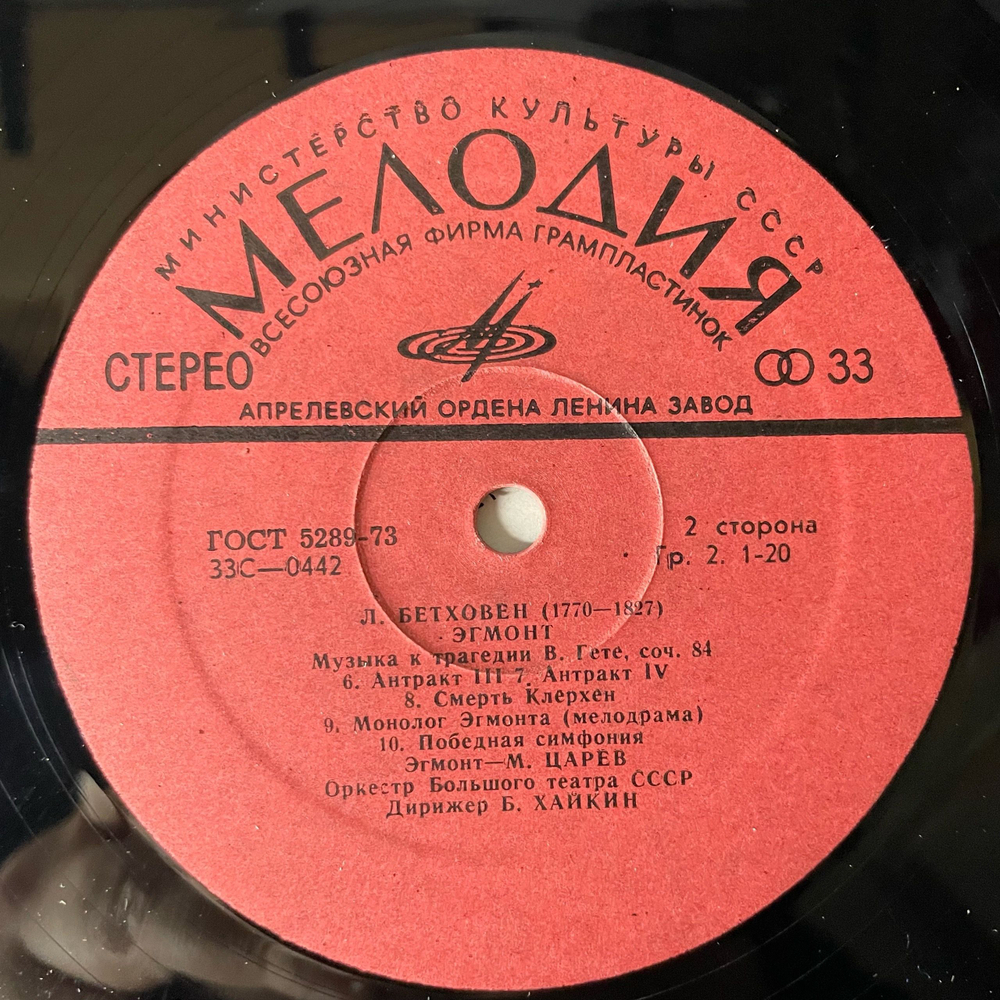 МИНИСТЕРСТВО КУЛЬТУРЫ СССР
МЕЛОДИЯ
ВСЕСОЮЗНАЯ ФИРМА ГРАМПЛАСТИНОК
СТЕРЕО
33
АПРЕЛЕВСКИЙ ОРДЕНА ЛЕНИНА ЗАВОД
ГОСТ 5289-73
2 сторона
33С—0442
Гр. 2. 1-20
Л. БЕТХОВЕН (1770—1827)
ЭГМОНТ
Музыка к трагедии В. Гете, соч. 84
6. Антракт III 7. Антракт IV
8. Смерть Клерхен
9. Монолог Эгмонта (мелодрама)
10. Победная симфония
Эгмонт—М. ЦАРЕВ
Оркестр Большого театра СССР
Дирижер Б. ХАЙКИН